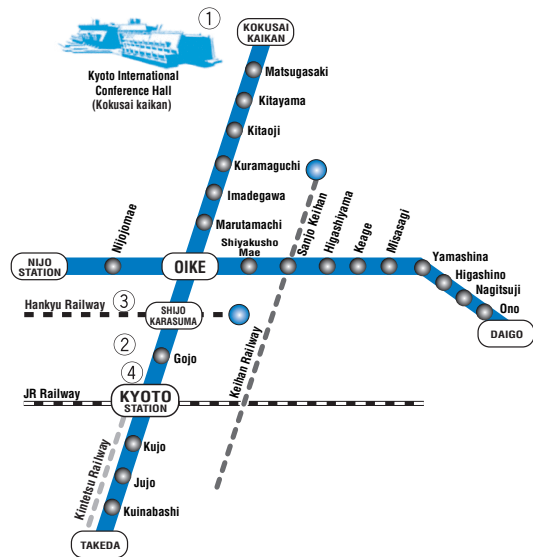 ①
KOKUSAI
KAIKAN
Kyoto International
Conference Hall
(Kokusai kaikan)
Matsugasaki
Kitayama
Kitaoji
Kuramaguchi
Imadegawa
Marutamachi
Nijojomae
Shiyakusho
Mae
Sanjo Keihan
Higashiyama
Keage
Misasagi
Yamashina
Higashino
Nagitsuji
Ono
DAIGO
NIJO
STATION
OIKE
Hankyu Railway
③
SHIJO
KARASUMA
②
Gojo
④
Keihan Railway
JR Railway
KYOTO
STATION
Kintetsu Railway
Kujo
Jujo
Kuinabashi
TAKEDA